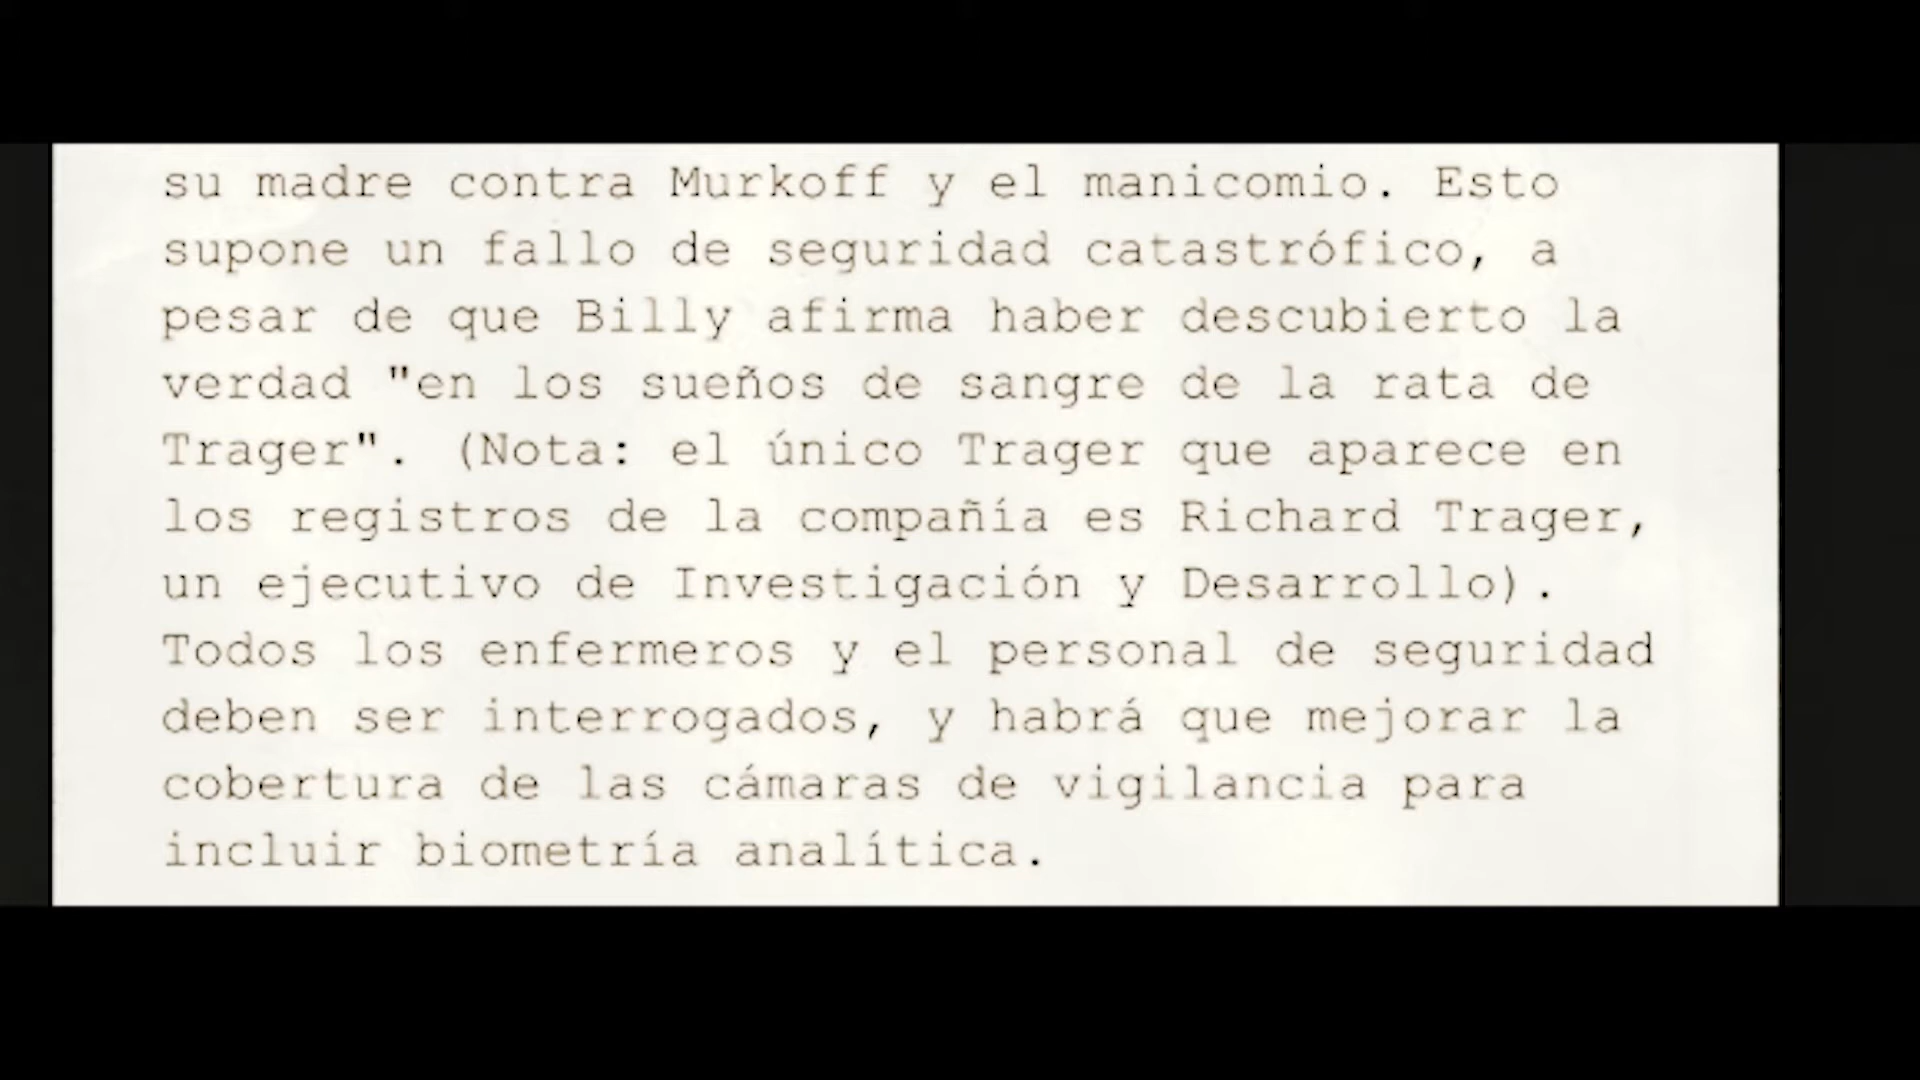 su madre contra Murkoff y el manicomio. Esto
supone un fallo de seguridad catastrófico, a
pesar de que Billy afirma haber descubierto la
verdad "en los sueños de sangre de la rata de
Trager". (Nota: el único Trager que aparece en
los registros de la compañía es Richard Trager,
un ejecutivo de Investigación y Desarrollo).
Todos los enfermeros y el personal de seguridad
deben ser interrogados, y habrá que mejorar la
cobertura de las cámaras de vigilancia para
incluir biometría analítica.